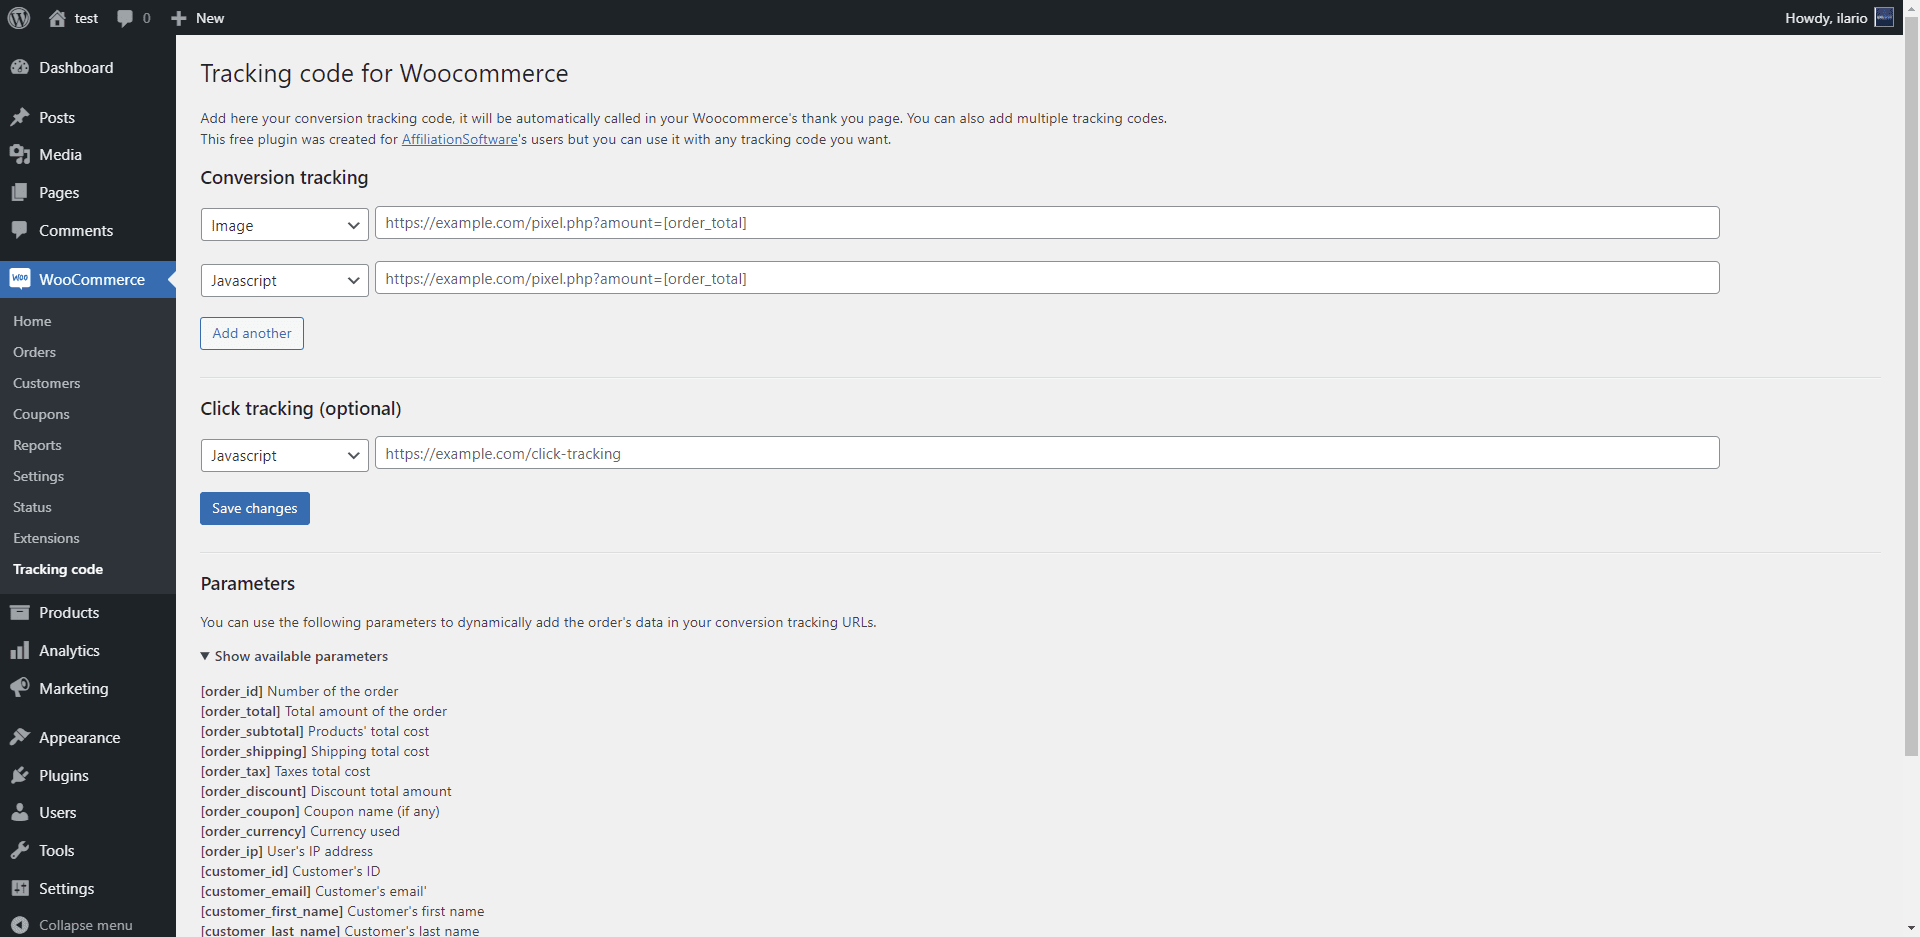 test
0
New
Howdy, ilario
Dashboard
Posts
Media
Pages
Comments
WooCommerce
Home
Orders
Customers
Coupons
Reports
Settings
Status
Extensions
Tracking code
Products
Analytics
Marketing
Appearance
Plugins
Users
Tools
Settings
Collapse menu
Tracking code for Woocommerce
Add here your conversion tracking code, it will be automatically called in your Woocommerce's thank you page. You can also add multiple tracking codes.
This free plugin was created for AffiliationSoftware's users but you can use it with any tracking code you want.
Conversion tracking
Image https://example.com/pixel.php?amount=[order_total]
Javascript https://example.com/pixel.php?amount=[order_total]
Add another
Click tracking (optional)
Javascript https://example.com/click-tracking
Save changes
Parameters
You can use the following parameters to dynamically add the order's data in your conversion tracking URLs.
▼ Show available parameters
[order_id] Number of the order
[order_total] Total amount of the order
[order_subtotal] Products' total cost
[order_shipping] Shipping total cost
[order_tax] Taxes total cost
[order_discount] Discount total amount
[order_coupon] Coupon name (if any)
[order_currency] Currency used
[order_ip] User's IP address
[customer_id] Customer's ID
[customer_email] Customer's email'
[customer_first_name] Customer's first name
[customer_last_name] Customer's last name